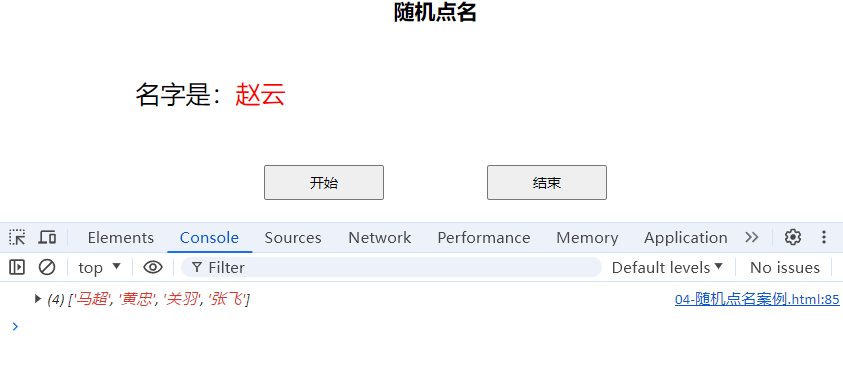 随机点名
名字是：赵云
开始 结束
Elements Console Sources Network Performance Memory Application
top Filter Default levels No issues
(4) ['马超', '黄忠', '关羽', '张飞'] 04-随机点名案例.html:85